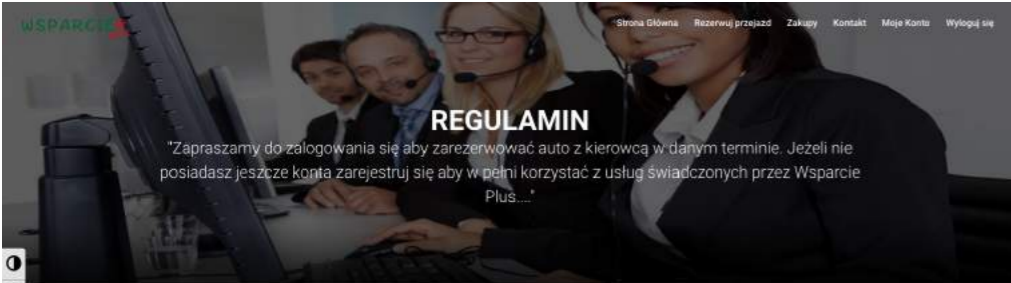 WSPARCIE
Strona Główna Rezerwuj przejazd Zakupy Kontakt Moje Konto Wyloguj się
REGULAMIN
"Zapraszamy do zalogowania się aby zarezerwować auto z kierowcą w danym terminie. Jeżeli nie
posiadasz jeszcze konta zarejestruj się aby w pełni korzystać z usług świadczonych przez Wsparcie
Plus...."